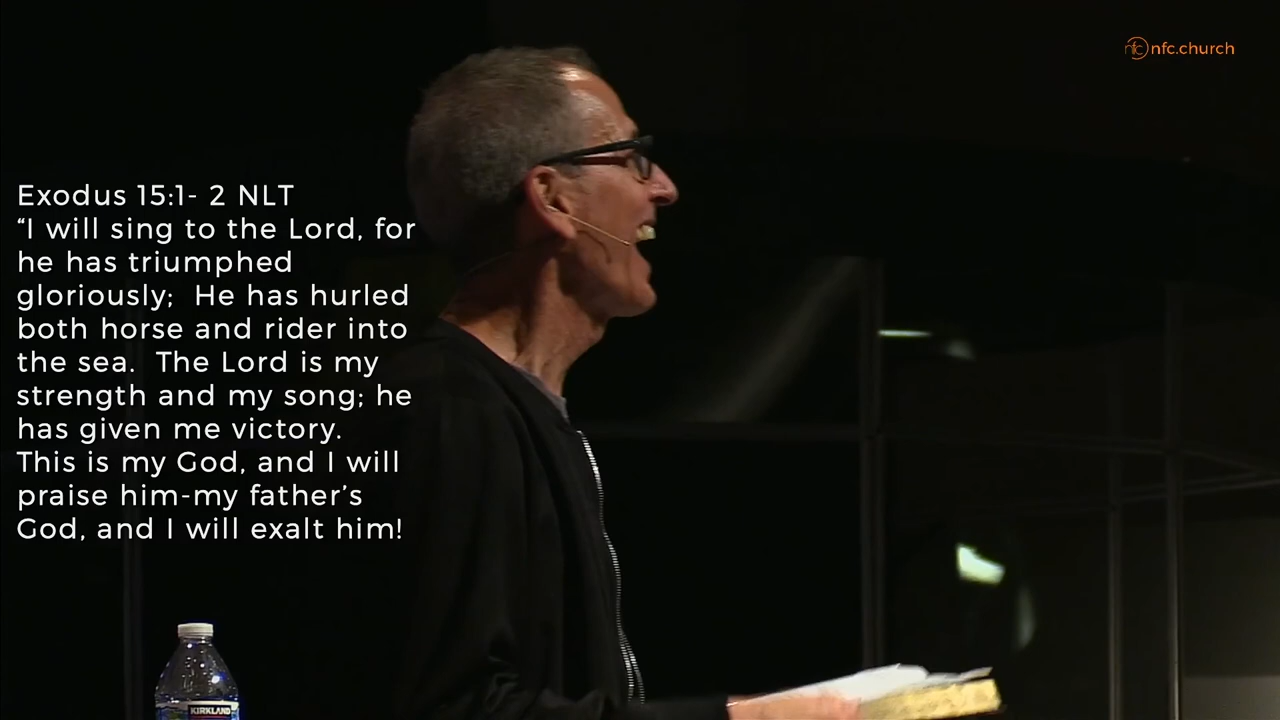 nfc nfc.church
Exodus 15:1- 2 NLT
“I will sing to the Lord, for
he has triumphed
gloriously;  He has hurled
both horse and rider into
the sea.  The Lord is my
strength and my song; he
has given me victory.
This is my God, and I will
praise him-my father’s
God, and I will exalt him!
KIRKLAND